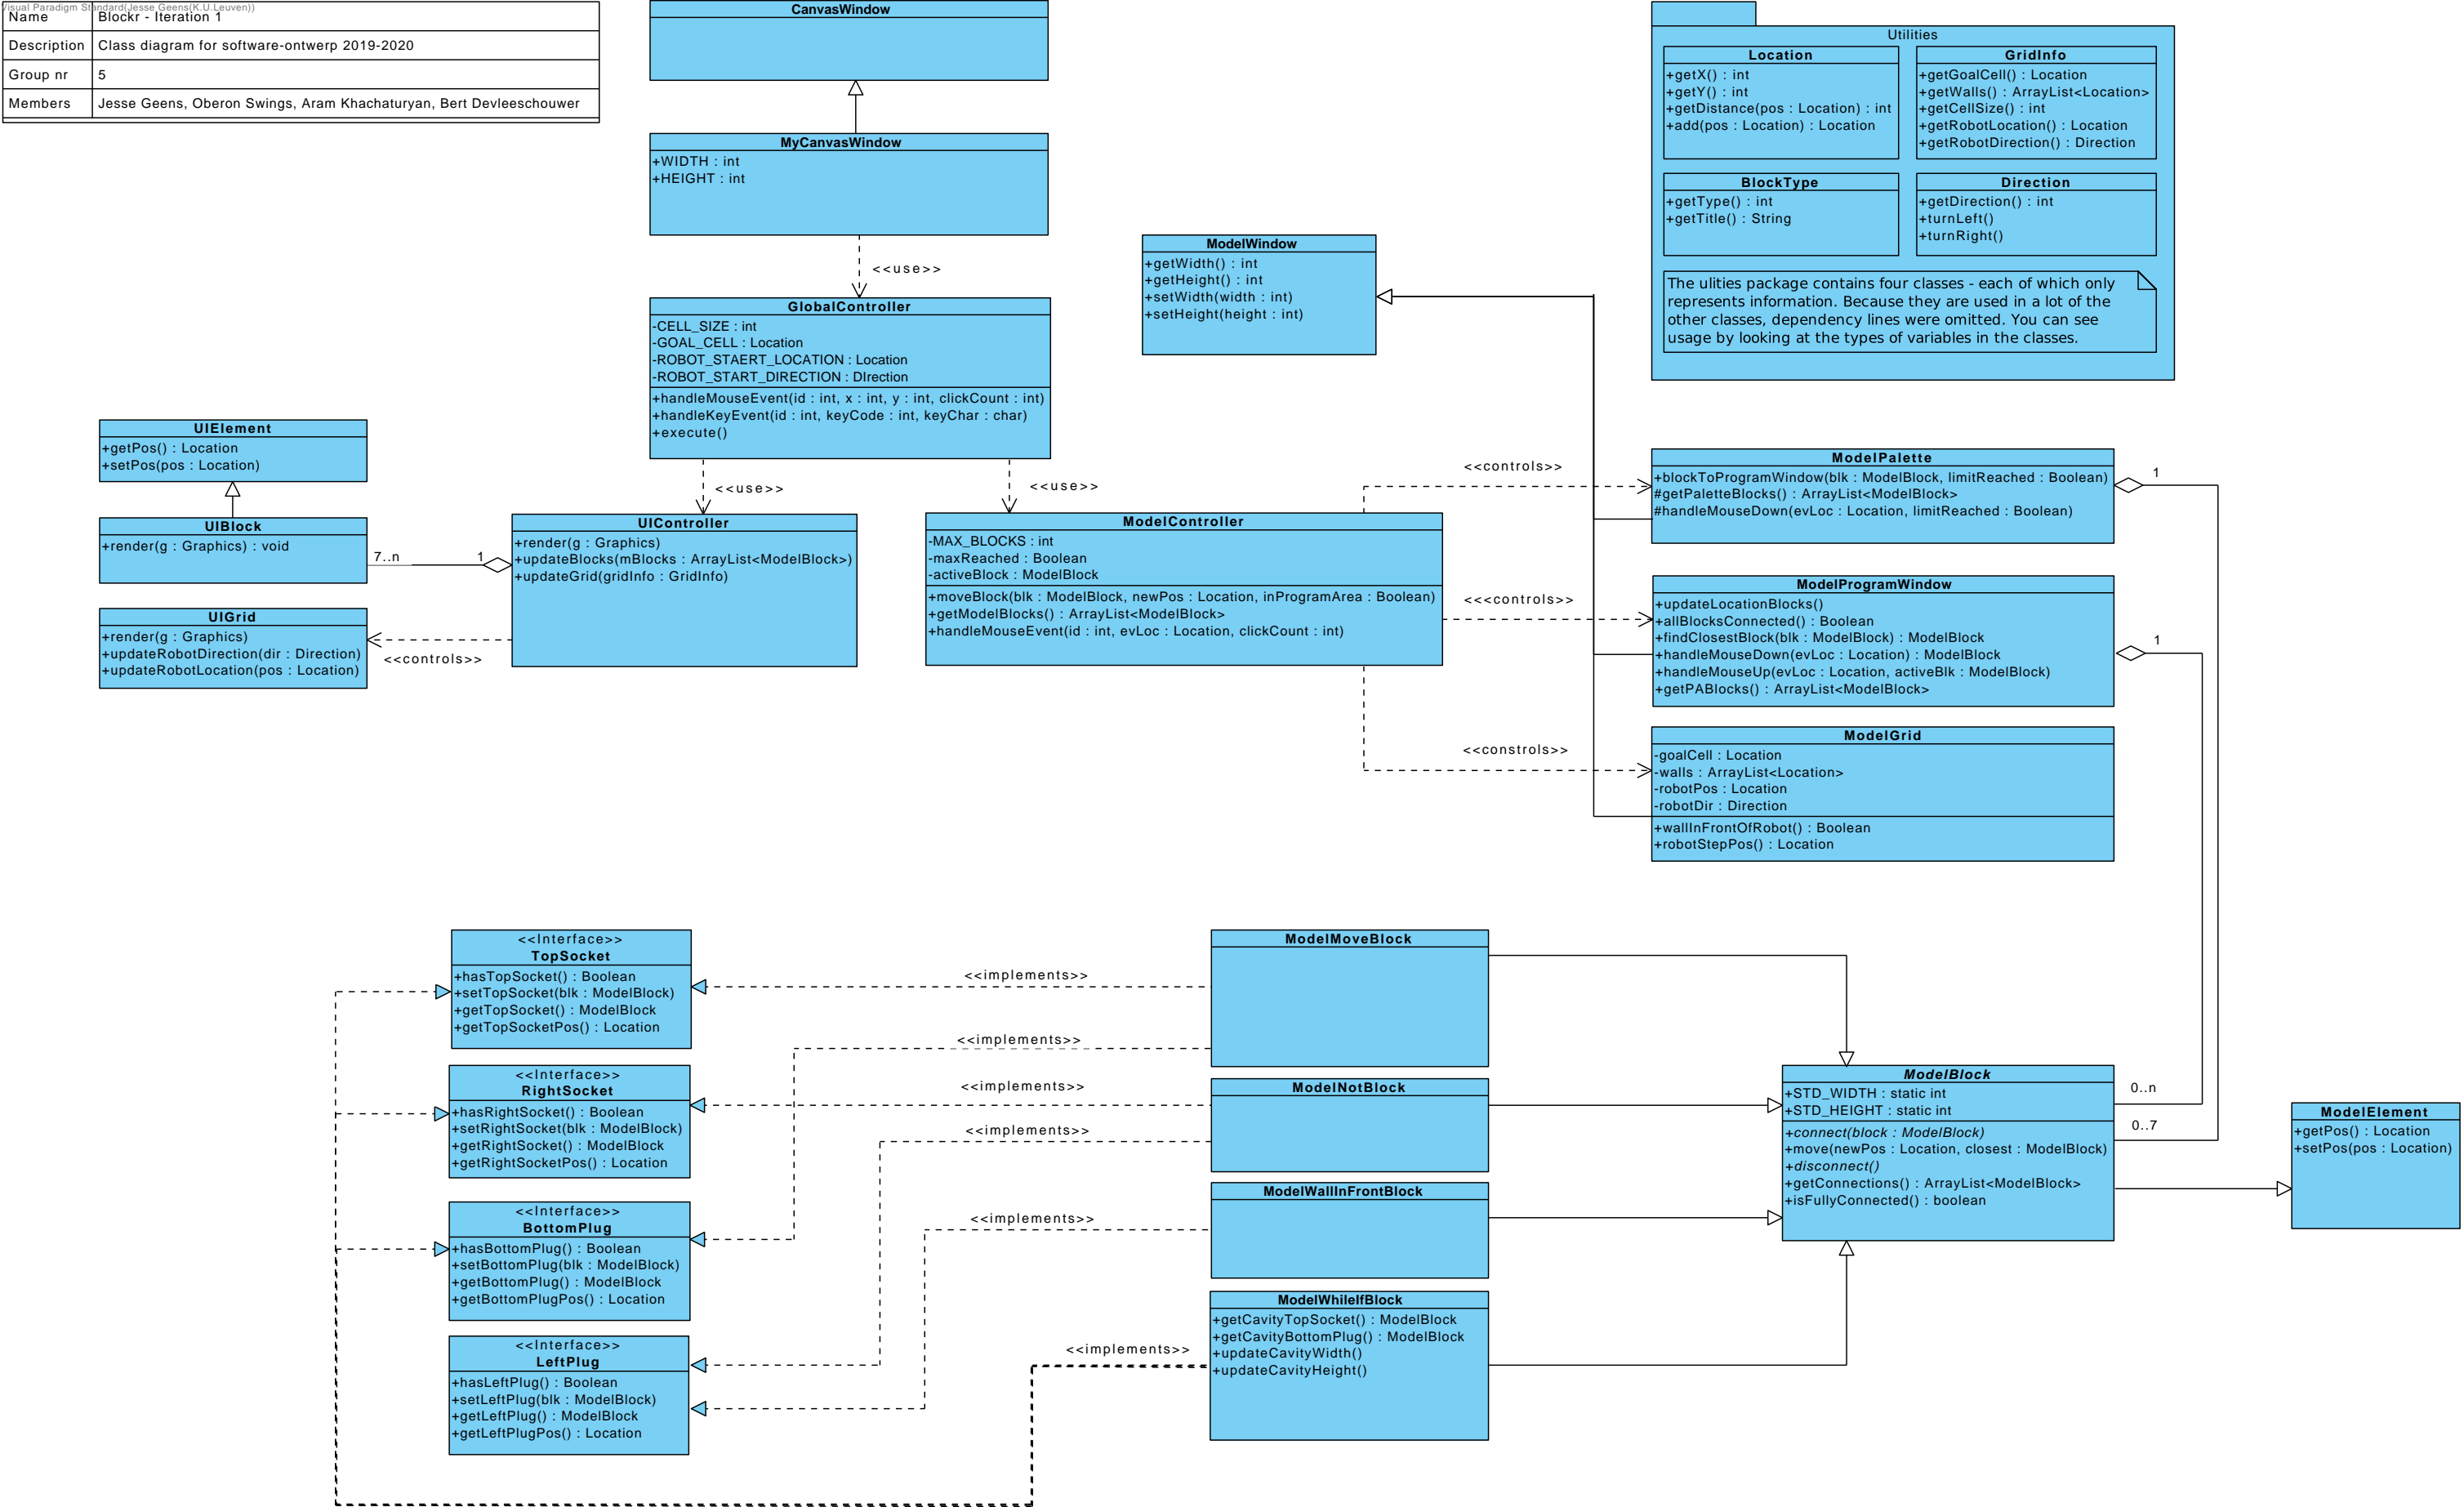 Visual Paradigm Standard(Jesse Geens(K.U.Leuven))
Name Blockr - Iteration 1
Description Class diagram for software-ontwerp 2019-2020
Group nr 5
Members Jesse Geens, Oberon Swings, Aram Khachaturyan, Bert Devleeschouwer
CanvasWindow
MyCanvasWindow
+WIDTH : int
+HEIGHT : int
<<use>>
GlobalController
-CELL_SIZE : int
-GOAL_CELL : Location
-ROBOT_STAERT_LOCATION : Location
-ROBOT_START_DIRECTION : DIrection
+handleMouseEvent(id : int, x : int, y : int, clickCount : int)
+handleKeyEvent(id : int, keyCode : int, keyChar : char)
+execute()
<<use>>
<<use>>
ModelWindow
+getWidth() : int
+getHeight() : int
+setWidth(width : int)
+setHeight(height : int)
Utilities
Location
+getX() : int
+getY() : int
+getDistance(pos : Location) : int
+add(pos : Location) : Location
GridInfo
+getGoalCell() : Location
+getWalls() : ArrayList<Location>
+getCellSize() : int
+getRobotLocation() : Location
+getRobotDirection() : Direction
BlockType
+getType() : int
+getTitle() : String
Direction
+getDirection() : int
+turnLeft()
+turnRight()
The ulities package contains four classes - each of which only
represents information. Because they are used in a lot of the
other classes, dependency lines were omitted. You can see
usage by looking at the types of variables in the classes.
UIElement
+getPos() : Location
+setPos(pos : Location)
UIBlock
+render(g : Graphics) : void
7..n
1
UIGrid
+render(g : Graphics)
+updateRobotDirection(dir : Direction)
+updateRobotLocation(pos : Location)
<<controls>>
UIController
+render(g : Graphics)
+updateBlocks(mBlocks : ArrayList<ModelBlock>)
+updateGrid(gridInfo : GridInfo)
ModelController
-MAX_BLOCKS : int
-maxReached : Boolean
-activeBlock : ModelBlock
+moveBlock(blk : ModelBlock, newPos : Location, inProgramArea : Boolean)
+getModelBlocks() : ArrayList<ModelBlock>
+handleMouseEvent(id : int, evLoc : Location, clickCount : int)
<<controls>>
<<<controls>>
<<constrols>>
ModelPalette
+blockToProgramWindow(blk : ModelBlock, limitReached : Boolean)
#getPaletteBlocks() : ArrayList<ModelBlock>
#handleMouseDown(evLoc : Location, limitReached : Boolean)
1
ModelProgramWindow
+updateLocationBlocks()
+allBlocksConnected() : Boolean
+findClosestBlock(blk : ModelBlock) : ModelBlock
+handleMouseDown(evLoc : Location) : ModelBlock
+handleMouseUp(evLoc : Location, activeBlk : ModelBlock)
+getPABlocks() : ArrayList<ModelBlock>
1
ModelGrid
-goalCell : Location
-walls : ArrayList<Location>
-robotPos : Location
-robotDir : Direction
+wallInFrontOfRobot() : Boolean
+robotStepPos() : Location
<<Interface>>
TopSocket
+hasTopSocket() : Boolean
+setTopSocket(blk : ModelBlock)
+getTopSocket() : ModelBlock
+getTopSocketPos() : Location
<<Interface>>
RightSocket
+hasRightSocket() : Boolean
+setRightSocket(blk : ModelBlock)
+getRightSocket() : ModelBlock
+getRightSocketPos() : Location
<<Interface>>
BottomPlug
+hasBottomPlug() : Boolean
+setBottomPlug(blk : ModelBlock)
+getBottomPlug() : ModelBlock
+getBottomPlugPos() : Location
<<Interface>>
LeftPlug
+hasLeftPlug() : Boolean
+setLeftPlug(blk : ModelBlock)
+getLeftPlug() : ModelBlock
+getLeftPlugPos() : Location
<<implements>>
<<implements>>
<<implements>>
<<implements>>
<<implements>>
<<implements>>
ModelMoveBlock
ModelNotBlock
ModelWallInFrontBlock
ModelWhileIfBlock
+getCavityTopSocket() : ModelBlock
+getCavityBottomPlug() : ModelBlock
+updateCavityWidth()
+updateCavityHeight()
ModelBlock
+STD_WIDTH : static int
+STD_HEIGHT : static int
+connect(block : ModelBlock)
+move(newPos : Location, closest : ModelBlock)
+disconnect()
+getConnections() : ArrayList<ModelBlock>
+isFullyConnected() : boolean
0..n
0..7
ModelElement
+getPos() : Location
+setPos(pos : Location)